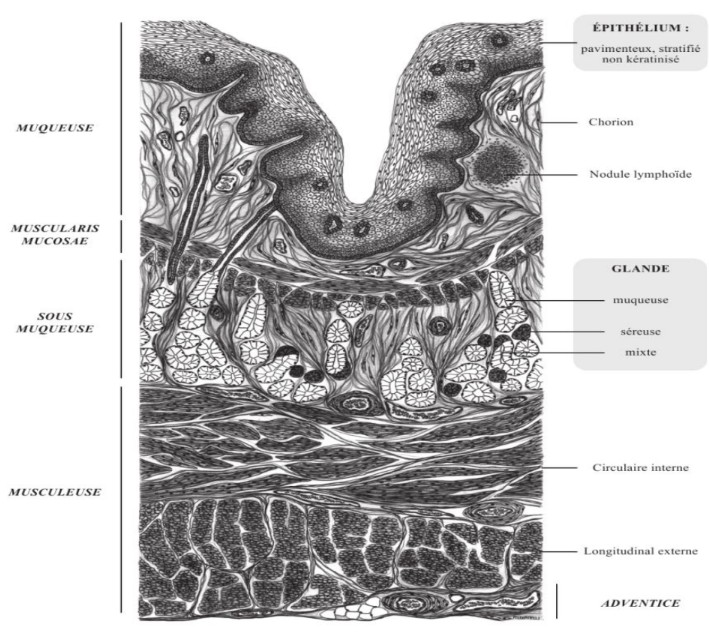 ÉPITHÉLIUM :
pavimenteux, stratifié
non kératinisé
MUQUEUSE
Chorion
Nodule lymphoïde
MUSCULARIS
MUCOSAE
GLANDE
muqueuse
SOUS
MUQUEUSE
séreuse
mixte
MUSCULEUSE
Circulaire interne
Longitudinal externe
ADVENTICE